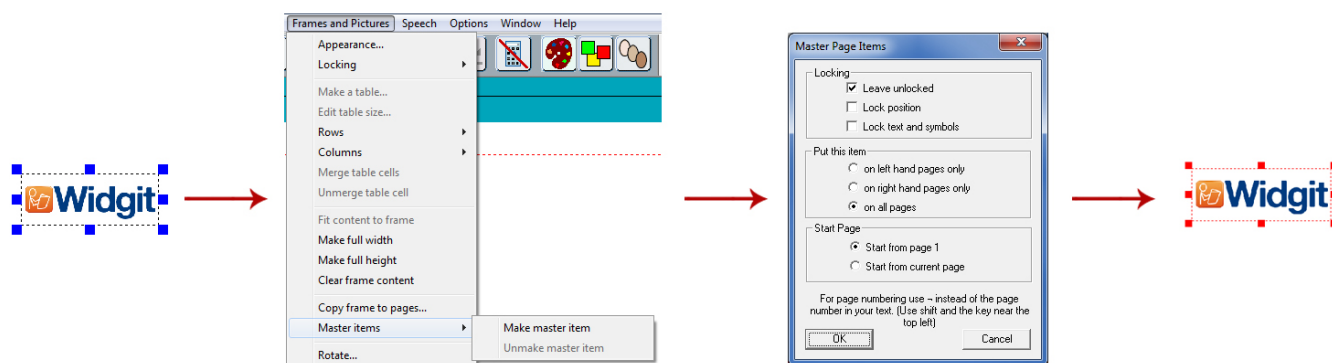 Widgit
Frames and Pictures Speech Options Window Help
Appearance...
Locking
Make a table...
Edit table size...
Rows
Columns
Merge table cells
Unmerge table cell
Fit content to frame
Make full width
Make full height
Clear frame content
Copy frame to pages...
Master items
Make master item
Unmake master item
Rotate...
Master Page Items
Locking
Leave unlocked
Lock position
Lock text and symbols
Put this item
on left hand pages only
on right hand pages only
on all pages
Start Page
Start from page 1
Start from current page
For page numbering use ¬ instead of the page
number in your text. (Use shift and the key near the
top left)
OK Cancel
Widgit